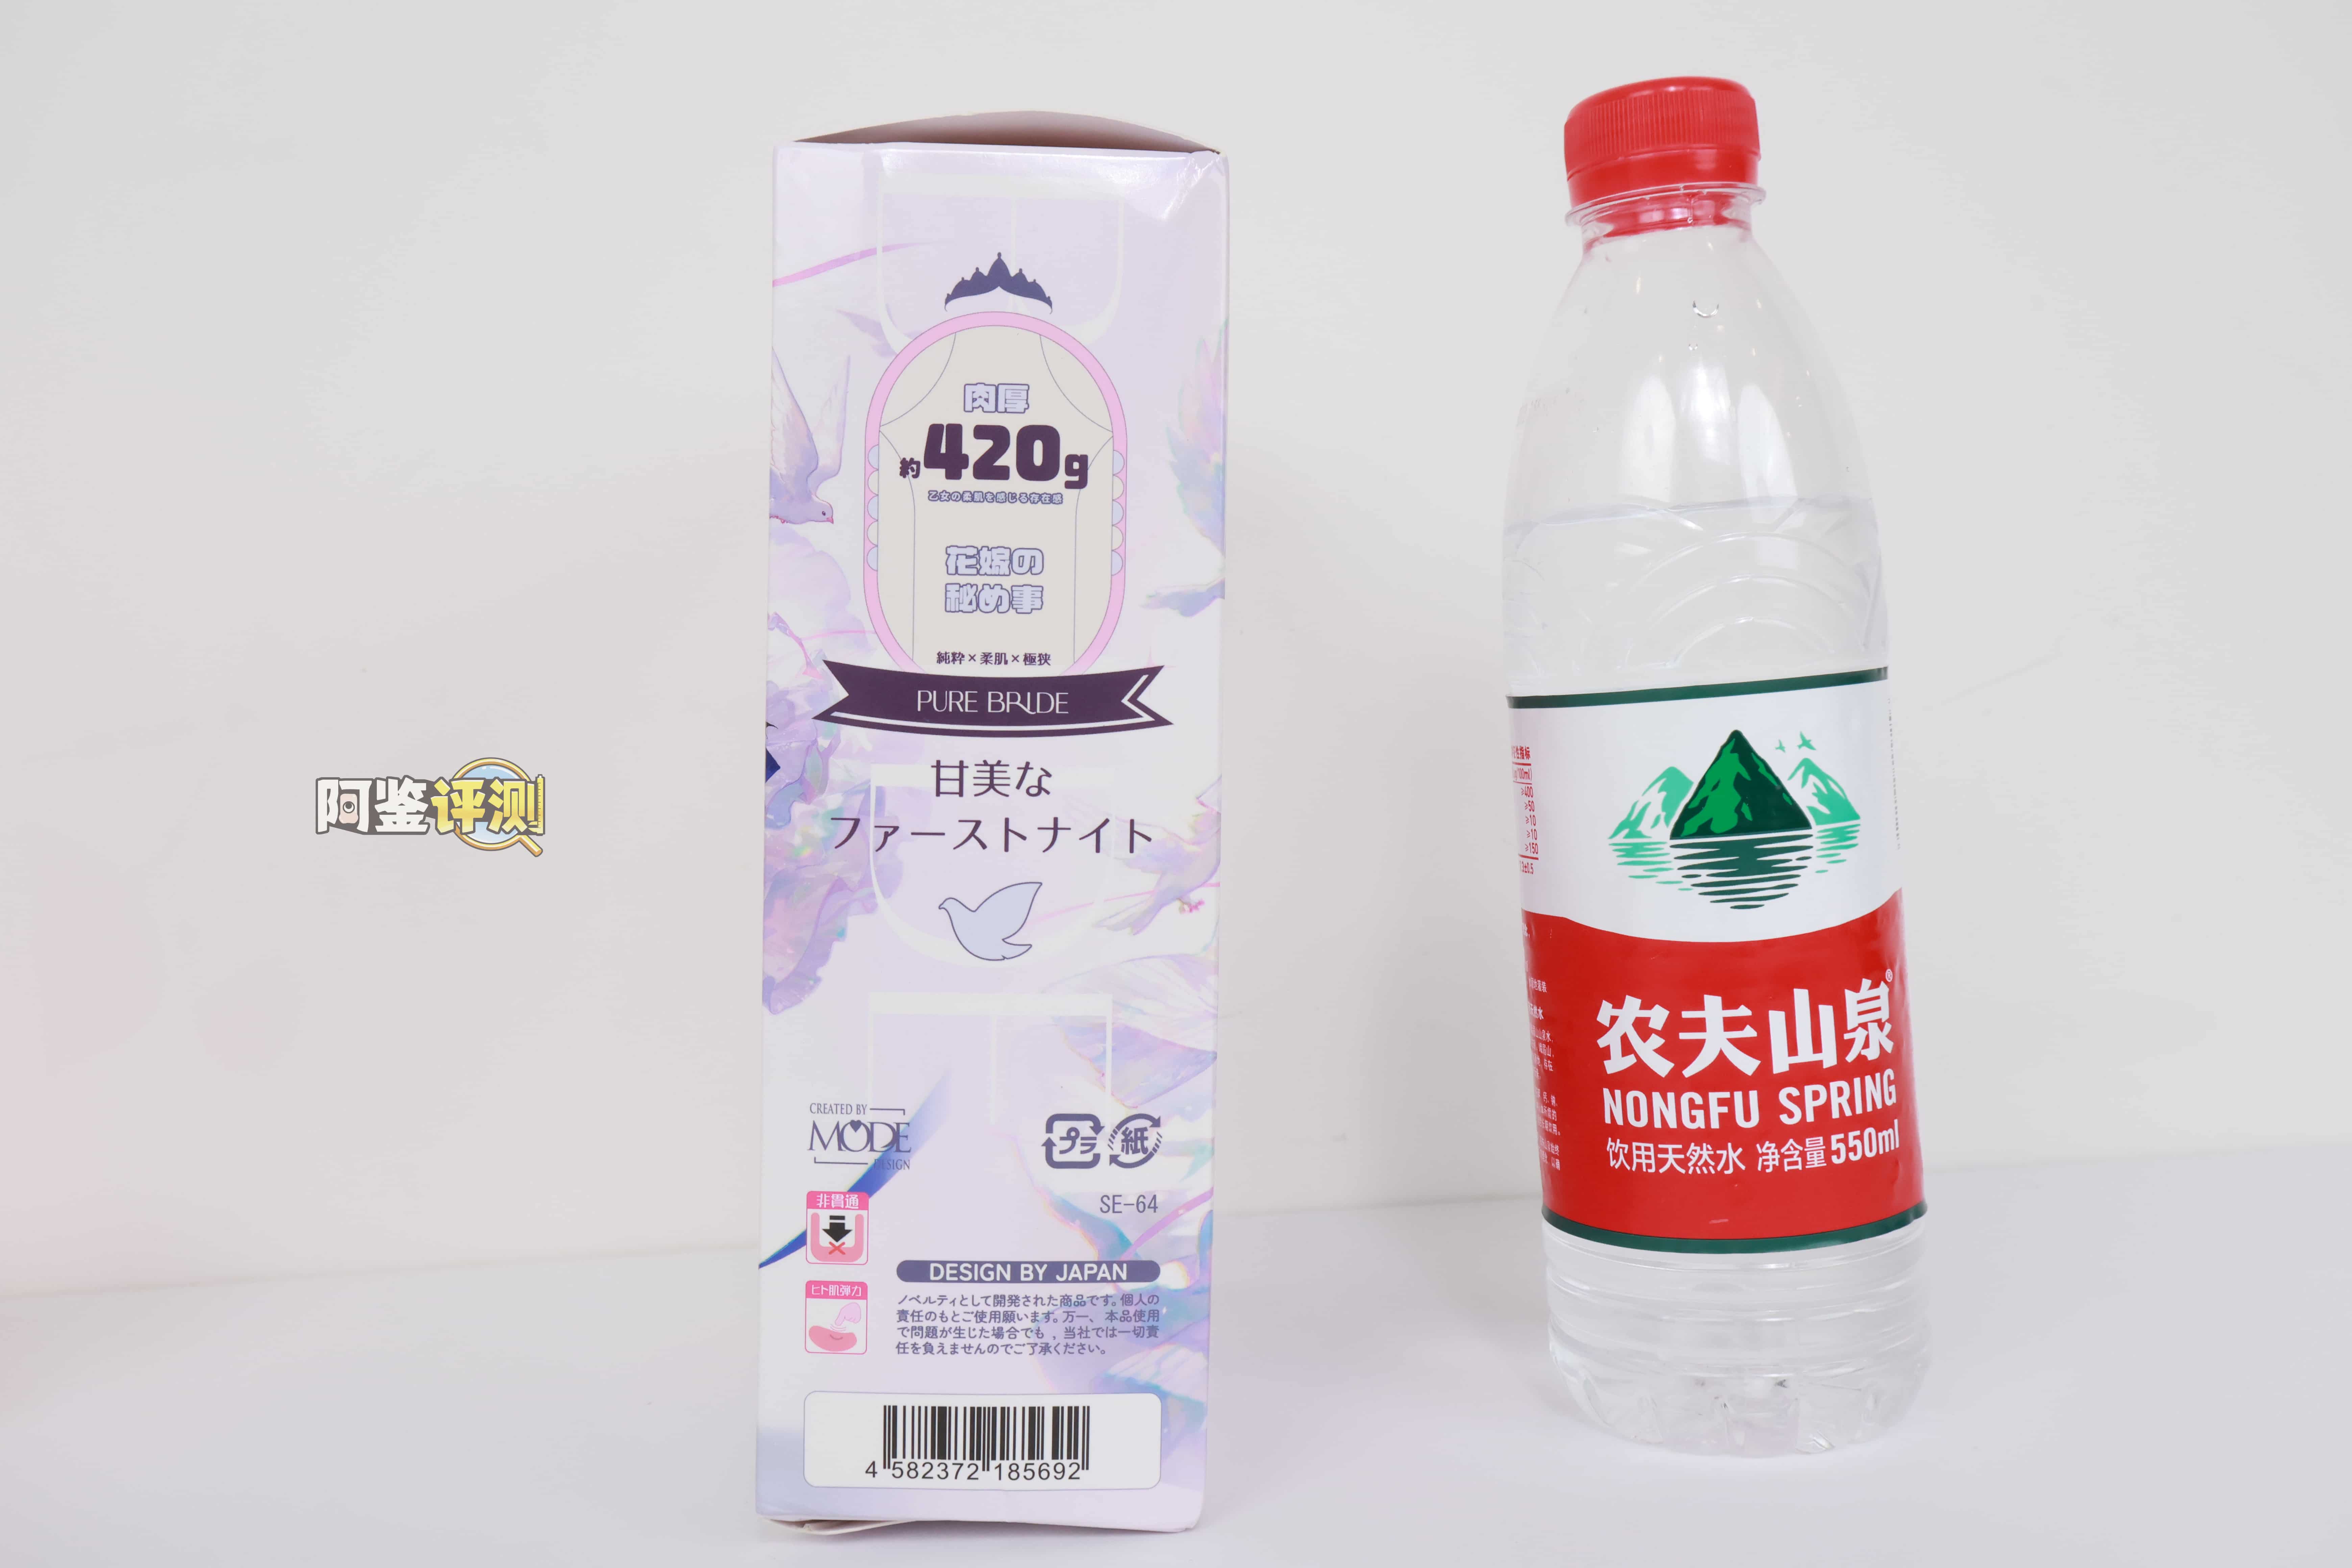 阿鉴评测
肉厚
約420g
乙女の柔肌を感じる存在感
花嫁の
秘め事
純粋×柔肌×極狭
PURE BRIDE
甘美な
ファーストナイト
CREATED BY
MODE
DESIGN
プラ
紙
SE-64
非貫通
ヒト肌弾力
DESIGN BY JAPAN
ノベルティとして開発された商品です。個人の
責任のもとご使用願います。万一、本品使用
で問題が生じた場合でも、当社では一切責
任を負えませんのでご了承ください。
4 582372 185692
≥400
≥50
≥10
≥10
≥150
农夫山泉®
NONGFU SPRING
饮用天然水 净含量550ml